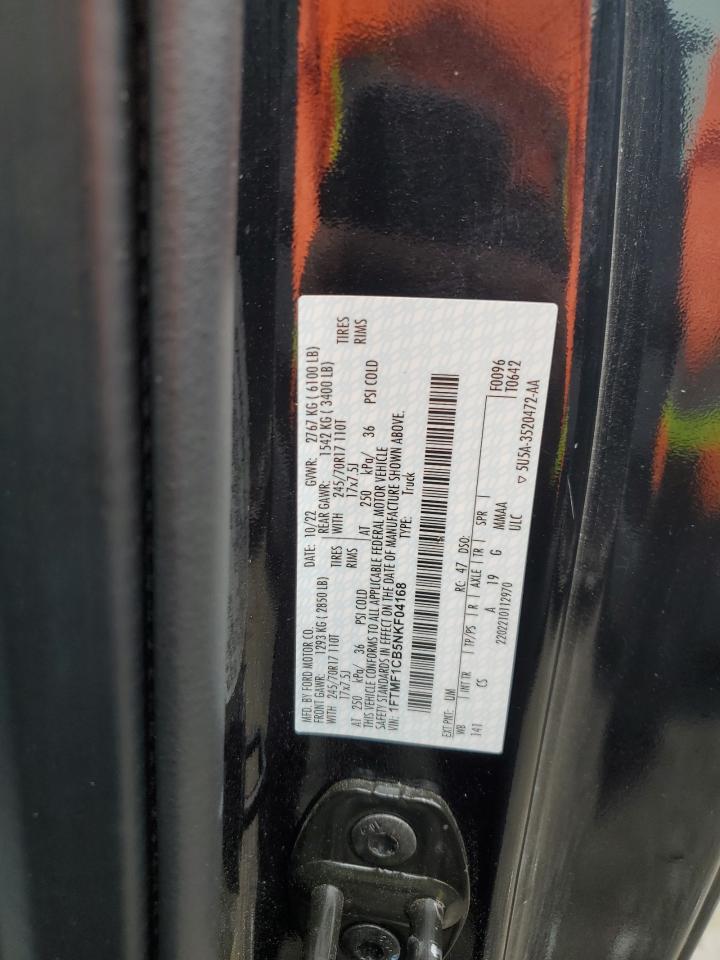 MFD. BY FORD MOTOR CO.
DATE: 10/22 GVWR: 2767 KG ( 6100 LB)
FRONT GAWR: 1293 KG ( 2850 LB) REAR GAWR: 1542 KG ( 3400 LB)
WITH 245/70R17 110T TIRES WITH 245/70R17 110T TIRES
17x7.5J RIMS 17x7.5J RIMS
AT 250 kPa/ 36 PSI COLD AT 250 kPa/ 36 PSI COLD
THIS VEHICLE CONFORMS TO ALL APPLICABLE FEDERAL MOTOR VEHICLE
SAFETY STANDARDS IN EFFECT ON THE DATE OF MANUFACTURE SHOWN ABOVE.
VIN: 1FTMF1CB5NKF04168 TYPE: Truck
F0096
EXT PNT: UM RC: 47 DSO: T0642
WB INT TR TP/PS R AXLE TR SPR
141 CS A 19 G MMAA
ULC
2202210112970 5U5A-3520472-AA